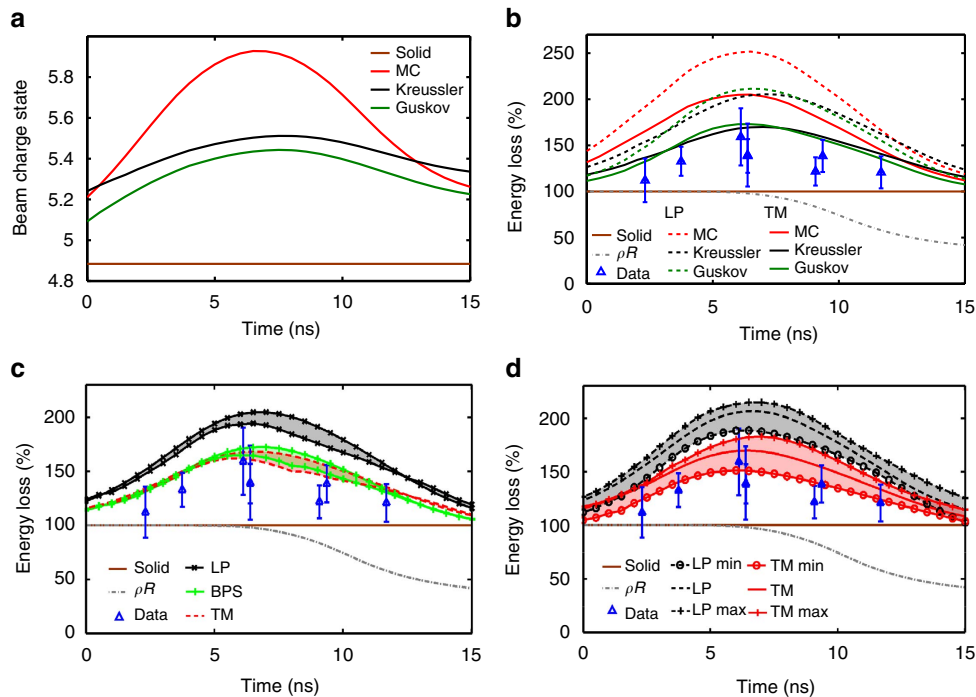 a
Beam charge state
5.8
5.6
5.4
5.2
5
4.8
0
5
10
15
Time (ns)
Solid
MC
Kreussler
Guskov
b
Energy loss (%)
300
250
200
150
100
50
0
0
5
10
15
Time (ns)
LP
TM
Solid
ρR
Data
MC
Kreussler
Guskov
MC
Kreussler
Guskov
c
Energy loss (%)
200
150
100
50
0
0
5
10
15
Time (ns)
Solid
ρR
Data
LP
BPS
TM
d
Energy loss (%)
200
150
100
50
0
0
5
10
15
Time (ns)
Solid
ρR
Data
LP min
LP
LP max
TM min
TM
TM max